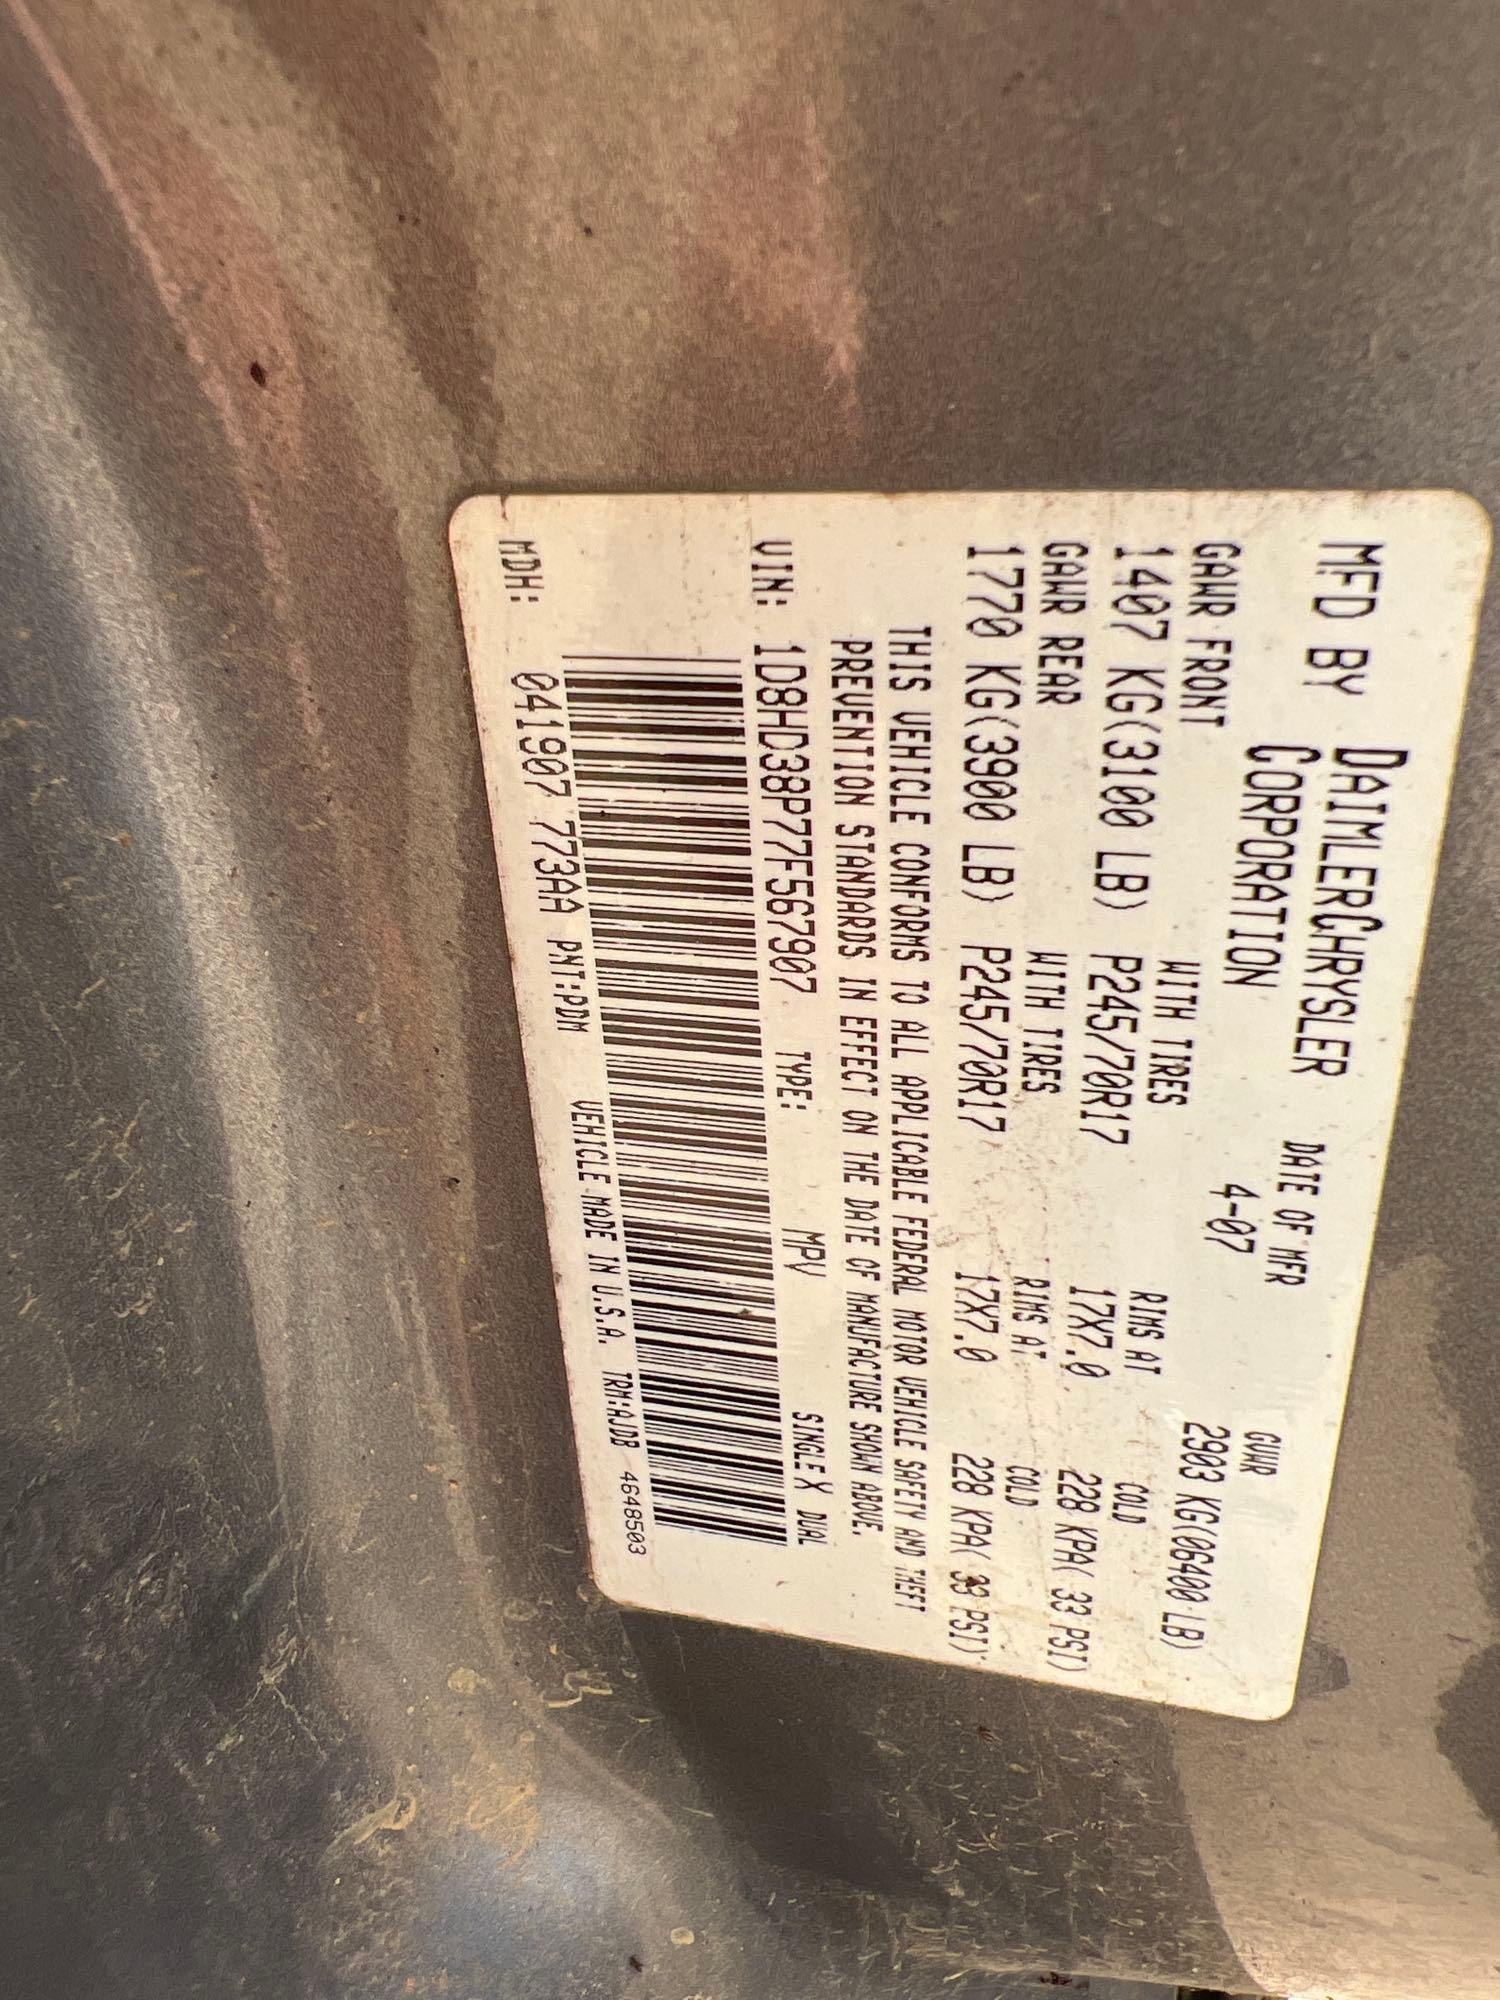 MFD BY DAIMLERCHRYSLER CORPORATION DATE OF MFR 4-07 GVWR 2903 KG(06400 LB)
GAWR FRONT WITH TIRES RIMS AT COLD
1407 KG(3100 LB) P245/70R17 17X7.0 228 KPA( 33 PSI)
GAWR REAR WITH TIRES RIMS AT COLD
1770 KG(3900 LB) P245/70R17 17X7.0 228 KPA( 33 PSI)
THIS VEHICLE CONFORMS TO ALL APPLICABLE FEDERAL MOTOR VEHICLE SAFETY AND THEFT
PREVENTION STANDARDS IN EFFECT ON THE DATE OF MANUFACTURE SHOWN ABOVE.
VIN: 1D8HD38P77F567907 TYPE: MPV SINGLE X DUAL
MDH: 041907 773AA PNT:PDM VEHICLE MADE IN U.S.A. TRM:AJDB 4648503